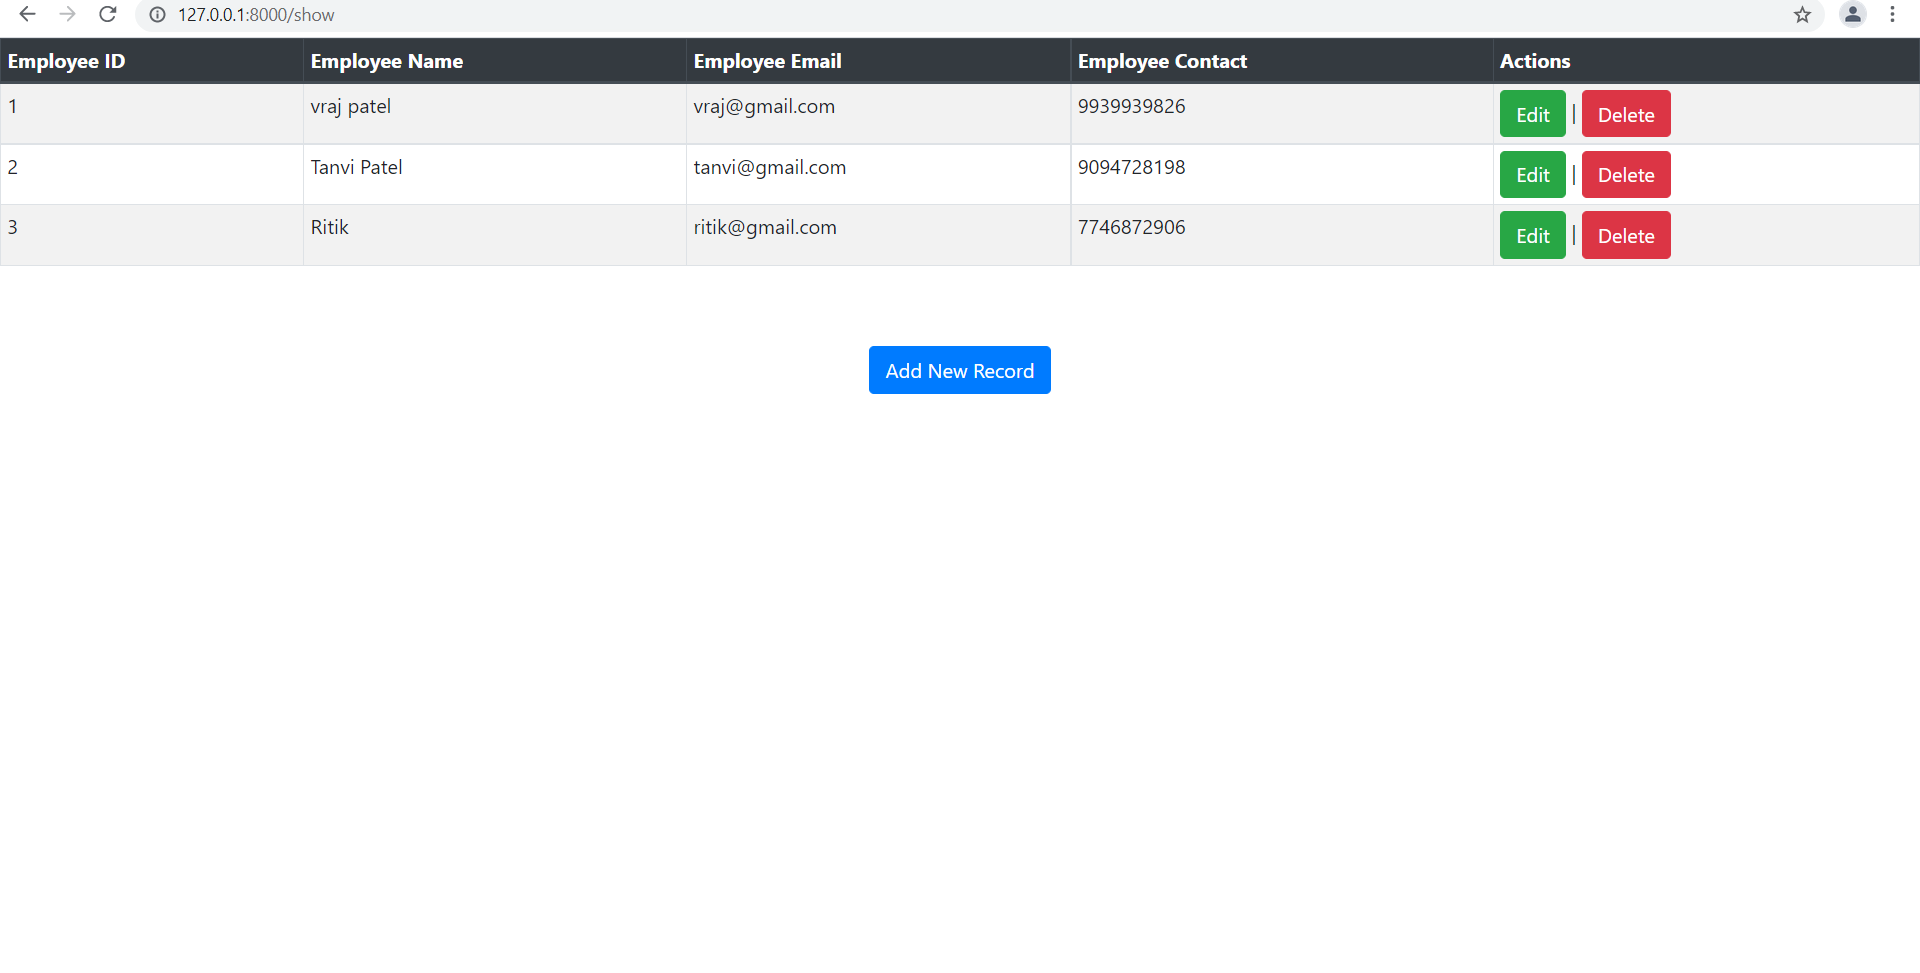 127.0.0.1:8000/show
Employee ID Employee Name Employee Email Employee Contact Actions
1 vraj patel vraj@gmail.com 9939939826 Edit | Delete
2 Tanvi Patel tanvi@gmail.com 9094728198 Edit | Delete
3 Ritik ritik@gmail.com 7746872906 Edit | Delete
Add New Record